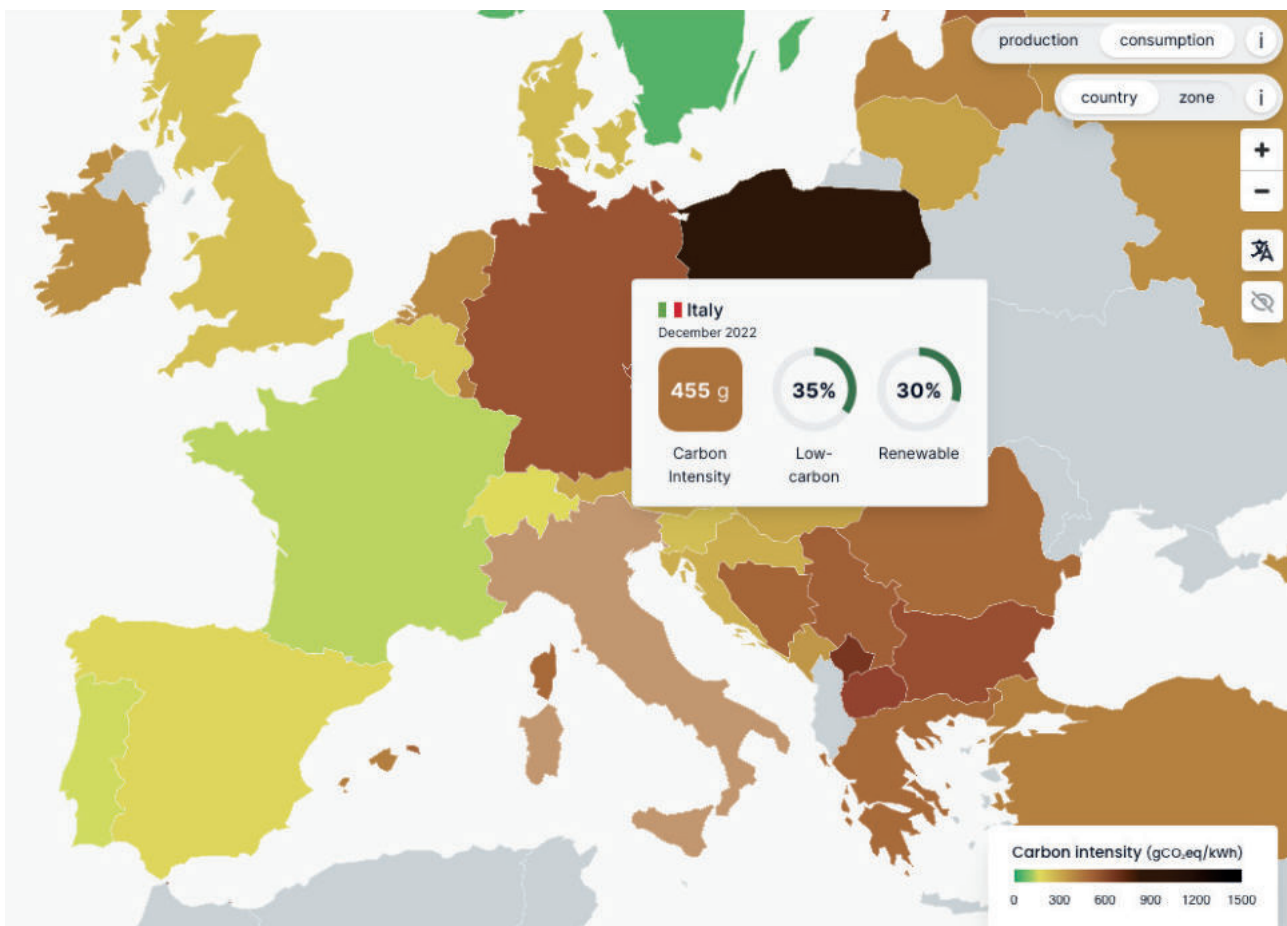 production consumption i
country zone i
+
−
Italy
December 2022
455 g 35% 30%
Carbon Low- Renewable
Intensity carbon
Carbon intensity (gCO₂eq/kWh)
0 300 600 900 1200 1500